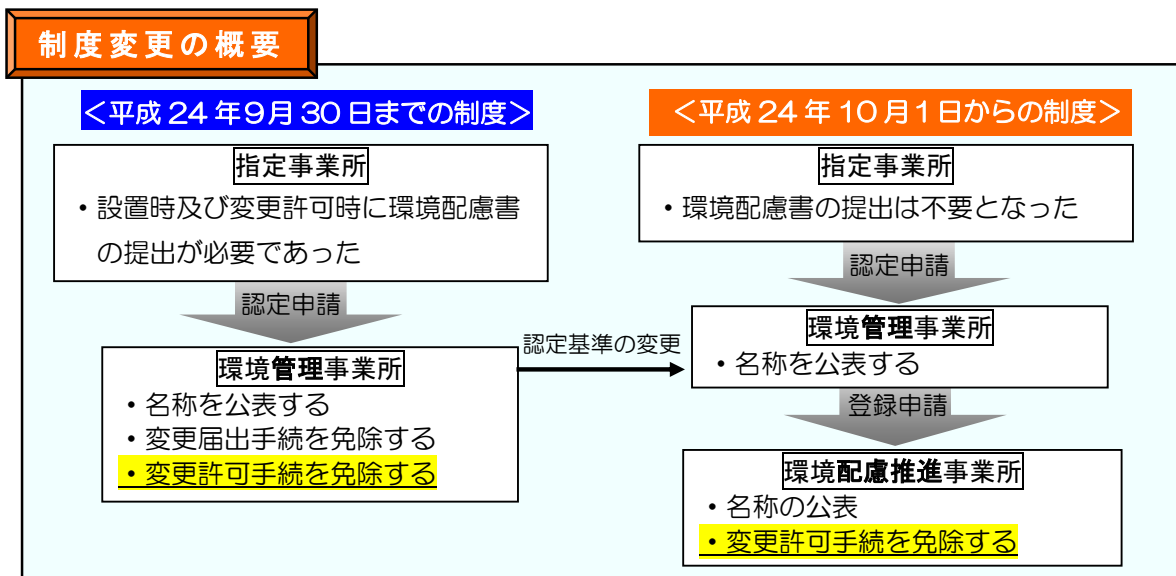 制度変更の概要
＜平成24年9月30日までの制度＞
指定事業所
・設置時及び変更許可時に環境配慮書
の提出が必要であった
認定申請
環境管理事業所
・名称を公表する
・変更届出手続を免除する
・変更許可手続を免除する
認定基準の変更
＜平成24年10月1日からの制度＞
指定事業所
・環境配慮書の提出は不要となった
認定申請
環境管理事業所
・名称を公表する
登録申請
環境配慮推進事業所
・名称の公表
・変更許可手続を免除する